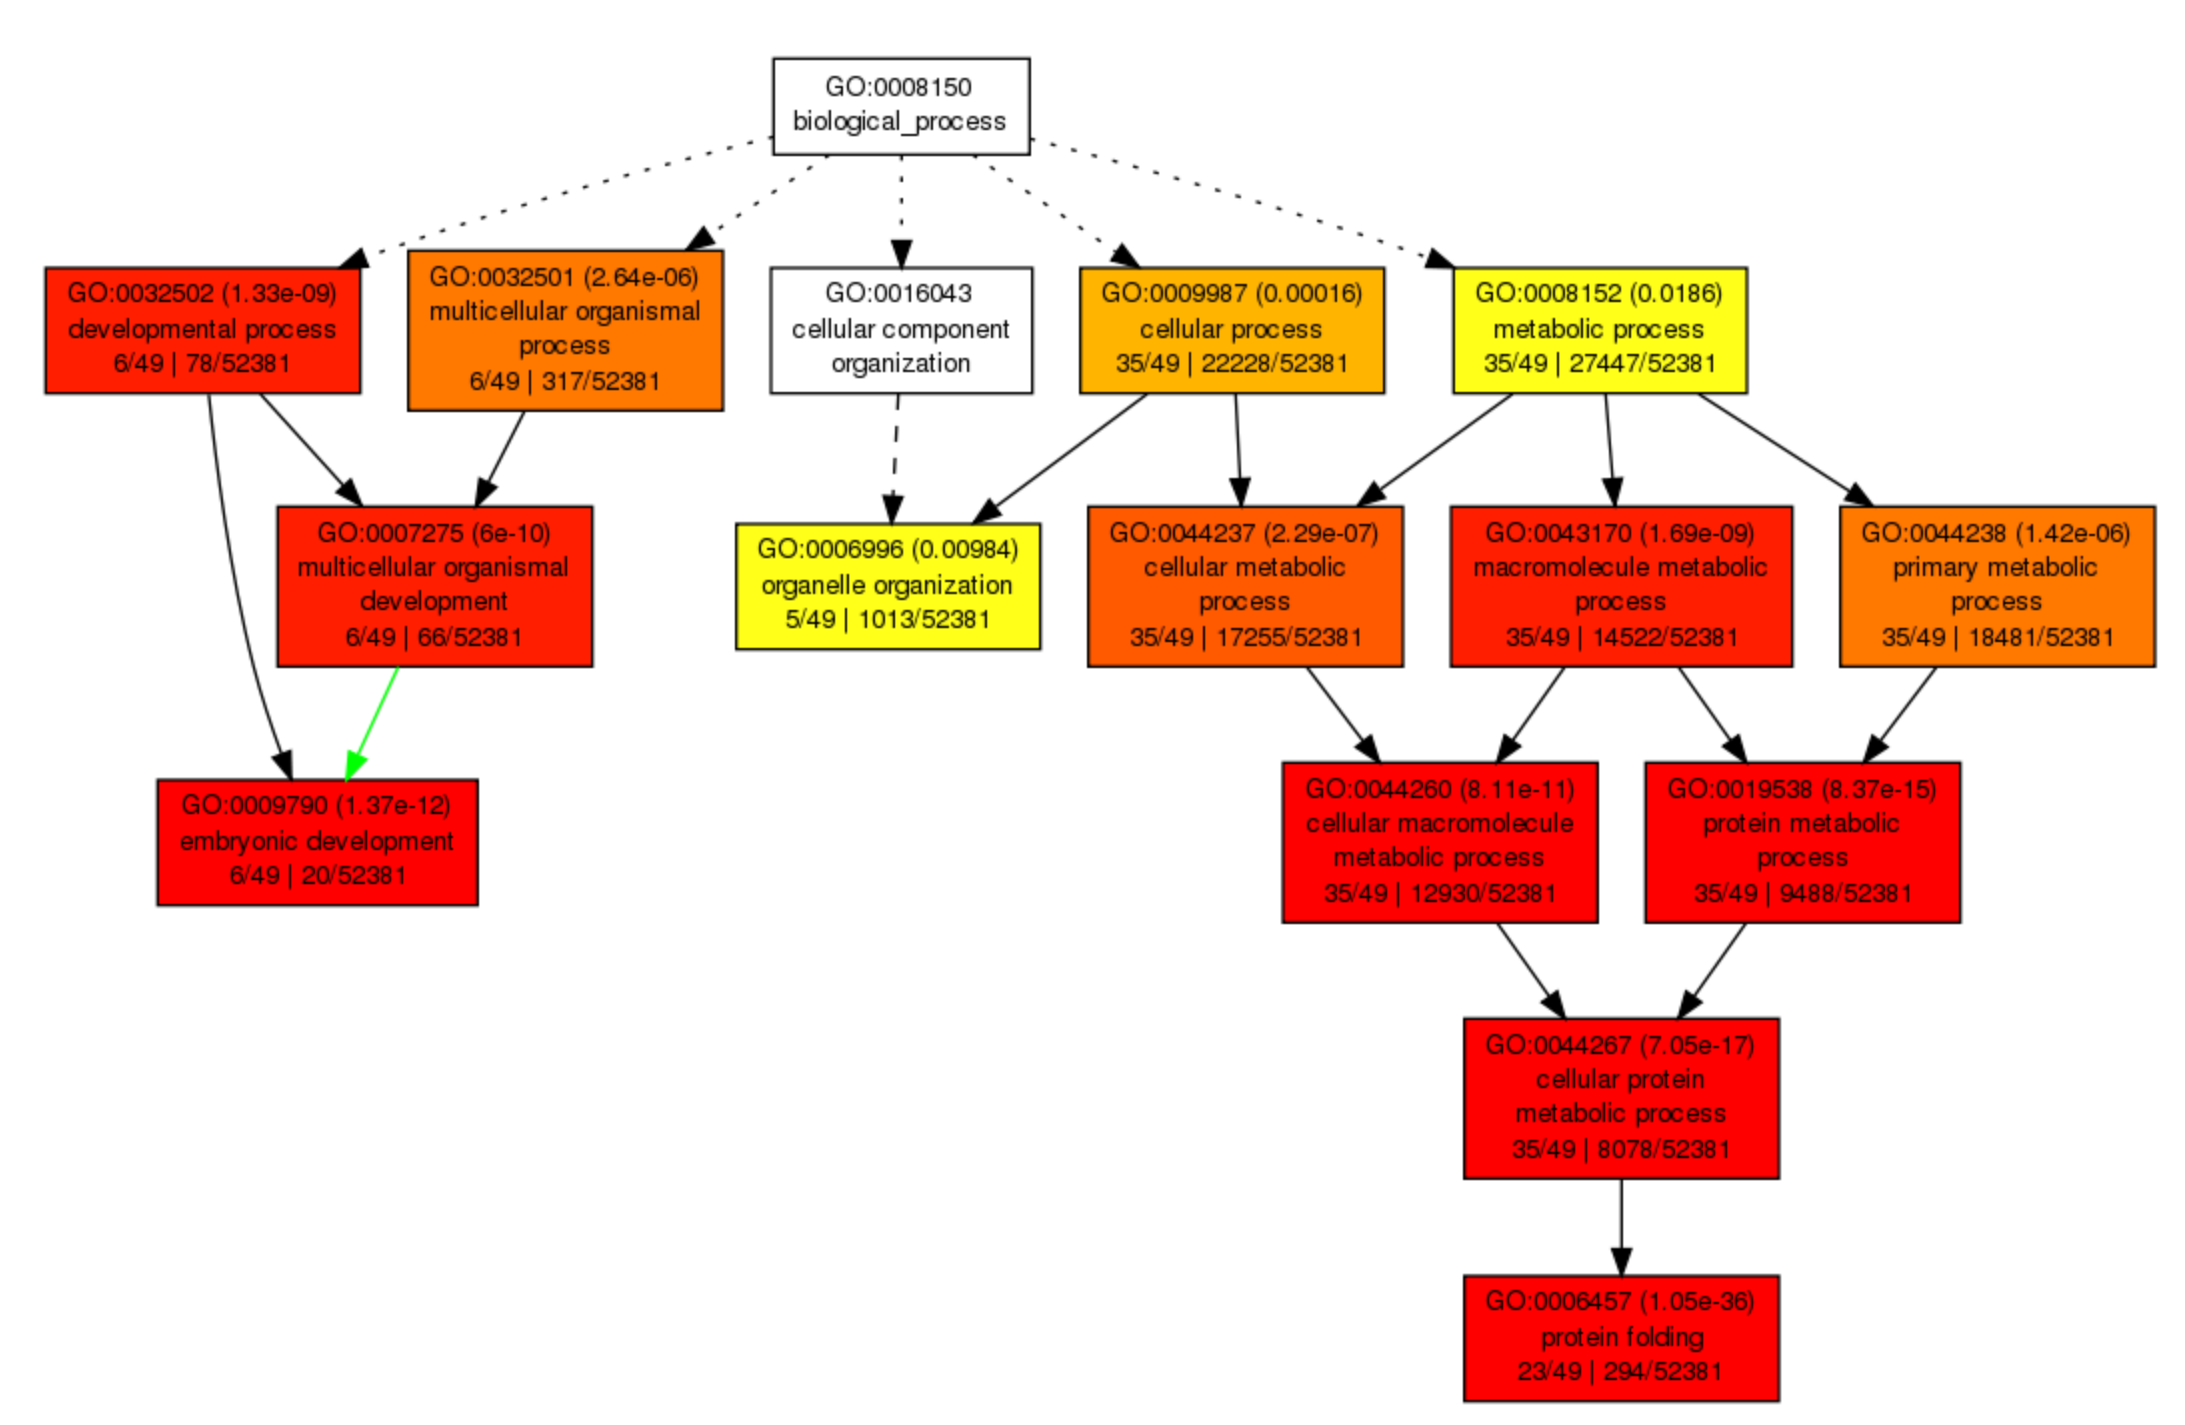 GO:0008150
biological_process
GO:0032502 (1.33e-09)
developmental process
6/49 | 78/52381
GO:0032501 (2.64e-06)
multicellular organismal
process
6/49 | 317/52381
GO:0016043
cellular component
organization
GO:0009987 (0.00016)
cellular process
35/49 | 22228/52381
GO:0008152 (0.0186)
metabolic process
35/49 | 27447/52381
GO:0007275 (6e-10)
multicellular organismal
development
6/49 | 66/52381
GO:0006996 (0.00984)
organelle organization
5/49 | 1013/52381
GO:0044237 (2.29e-07)
cellular metabolic
process
35/49 | 17255/52381
GO:0043170 (1.69e-09)
macromolecule metabolic
process
35/49 | 14522/52381
GO:0044238 (1.42e-06)
primary metabolic
process
35/49 | 18481/52381
GO:0009790 (1.37e-12)
embryonic development
6/49 | 20/52381
GO:0044260 (8.11e-11)
cellular macromolecule
metabolic process
35/49 | 12930/52381
GO:0019538 (8.37e-15)
protein metabolic
process
35/49 | 9488/52381
GO:0044267 (7.05e-17)
cellular protein
metabolic process
35/49 | 8078/52381
GO:0006457 (1.05e-36)
protein folding
23/49 | 294/52381